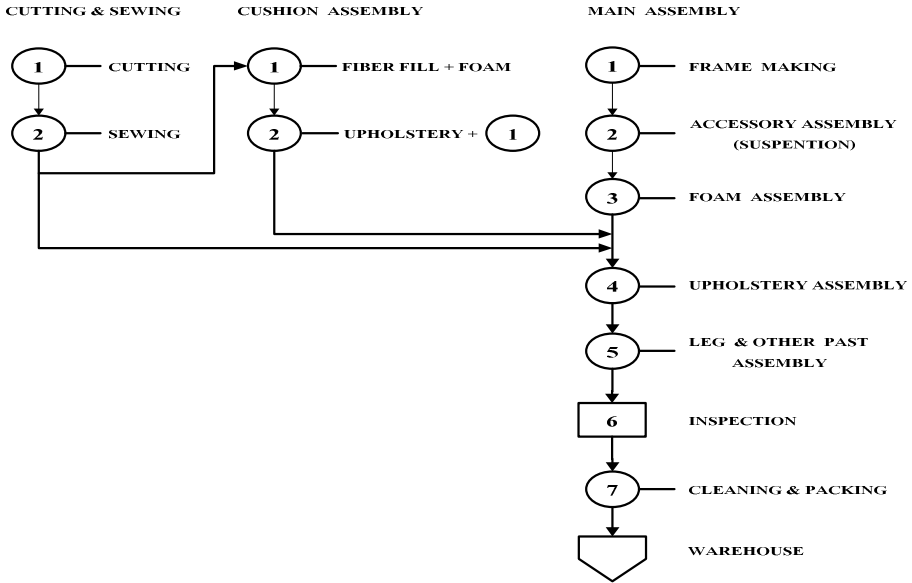 CUTTING & SEWING
1 CUTTING
2 SEWING
CUSHION ASSEMBLY
1 FIBER FILL + FOAM
2 UPHOLSTERY + 1
MAIN ASSEMBLY
1 FRAME MAKING
2 ACCESSORY ASSEMBLY
(SUSPENTION)
3 FOAM ASSEMBLY
4 UPHOLSTERY ASSEMBLY
5 LEG & OTHER PAST
ASSEMBLY
6 INSPECTION
7 CLEANING & PACKING
WAREHOUSE